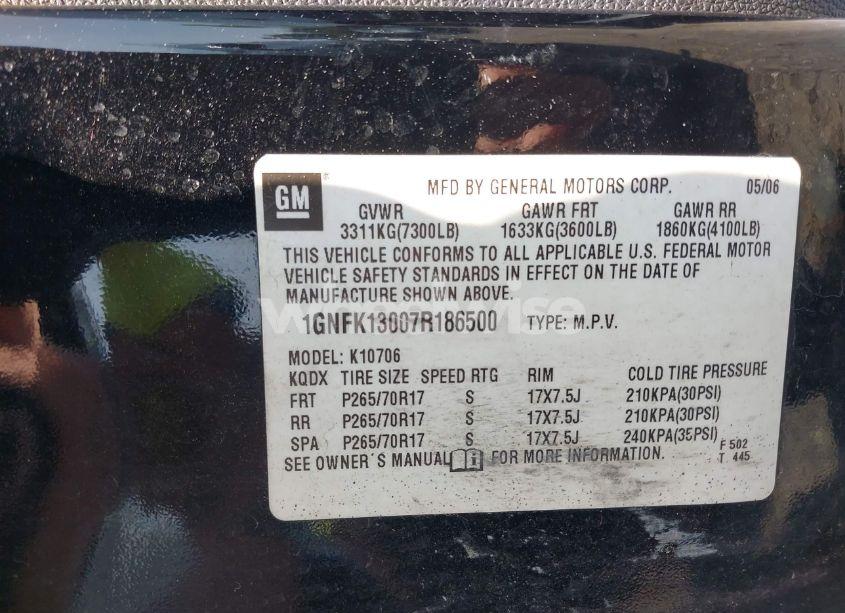 GM
MFD BY GENERAL MOTORS CORP. 05/06
GVWR GAWR FRT GAWR RR
3311KG(7300LB) 1633KG(3600LB) 1860KG(4100LB)
THIS VEHICLE CONFORMS TO ALL APPLICABLE U.S. FEDERAL MOTOR
VEHICLE SAFETY STANDARDS IN EFFECT ON THE DATE OF
MANUFACTURE SHOWN ABOVE.
1GNFK13007R186500 TYPE: M.P.V.
MODEL: K10706
KQDX TIRE SIZE SPEED RTG RIM COLD TIRE PRESSURE
FRT P265/70R17 S 17X7.5J 210KPA(30PSI)
RR P265/70R17 S 17X7.5J 210KPA(30PSI)
SPA P265/70R17 S 17X7.5J 240KPA(35PSI) F 502
SEE OWNER'S MANUAL FOR MORE INFORMATION. T 445